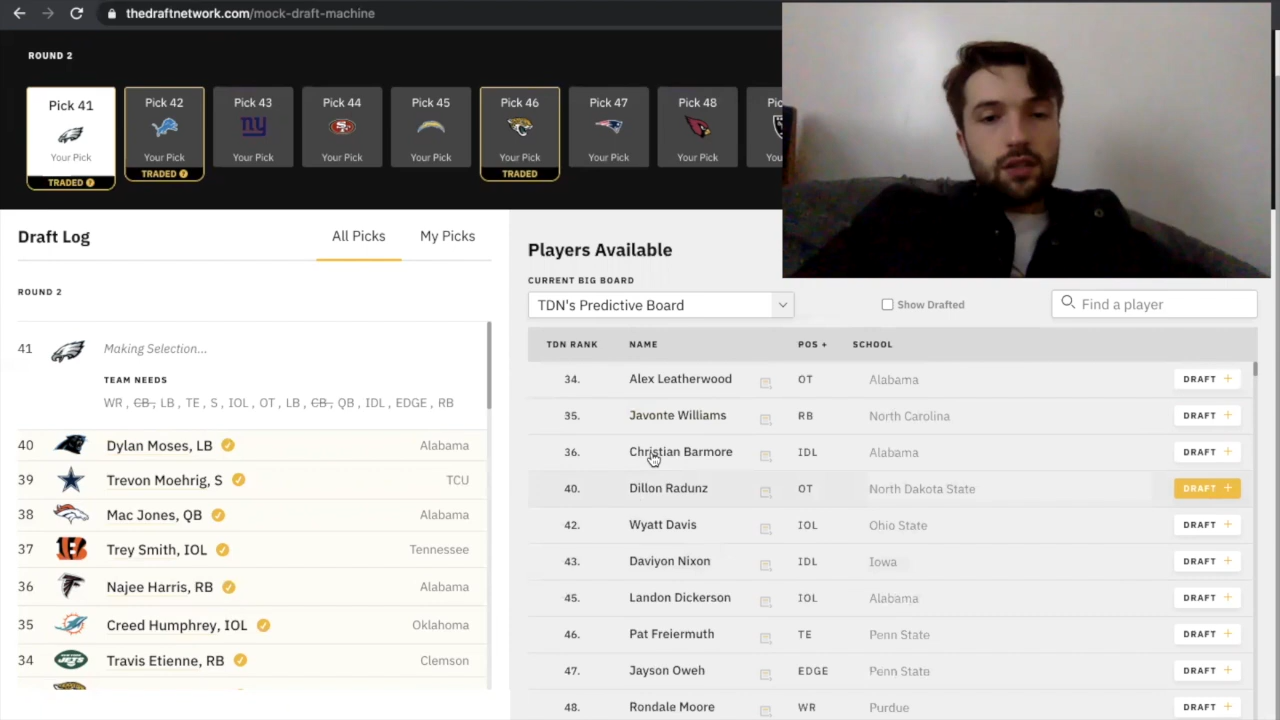 thedraftnetwork.com/mock-draft-machine
ROUND 2
Pick 41 Pick 42 Pick 43 Pick 44 Pick 45 Pick 46 Pick 47 Pick 48
ny
Your Pick Your Pick Your Pick Your Pick Your Pick Your Pick Your Pick Your Pick
TRADED ? TRADED ? TRADED
Draft Log
All Picks My Picks
ROUND 2
41 Making Selection...
TEAM NEEDS
WR , CB , LB , TE , S , IOL , OT , LB , CB , QB , IDL , EDGE , RB
40 Dylan Moses, LB Alabama
39 Trevon Moehrig, S TCU
38 Mac Jones, QB Alabama
37 Trey Smith, IOL Tennessee
36 Najee Harris, RB Alabama
35 Creed Humphrey, IOL Oklahoma
34 Travis Etienne, RB Clemson
Players Available
CURRENT BIG BOARD
TDN's Predictive Board
Show Drafted
Find a player
TDN RANK NAME POS + SCHOOL
34. Alex Leatherwood OT Alabama DRAFT +
35. Javonte Williams RB North Carolina DRAFT +
36. Christian Barmore IDL Alabama DRAFT +
40. Dillon Radunz OT North Dakota State DRAFT +
42. Wyatt Davis IOL Ohio State DRAFT +
43. Daviyon Nixon IDL Iowa DRAFT +
45. Landon Dickerson IOL Alabama DRAFT +
46. Pat Freiermuth TE Penn State DRAFT +
47. Jayson Oweh EDGE Penn State DRAFT +
48. Rondale Moore WR Purdue DRAFT +